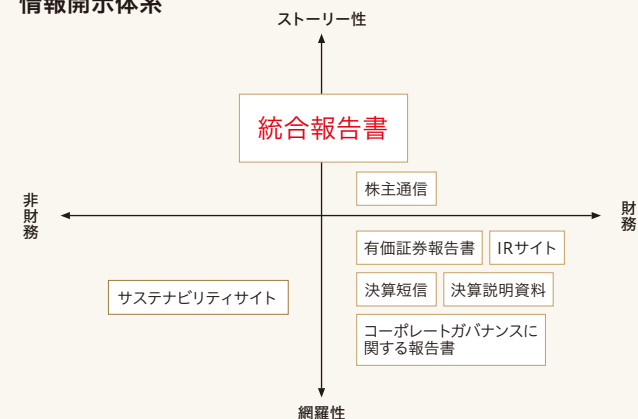 情報開示体系
ストーリー性
統合報告書
株主通信
非財務
財務
有価証券報告書
IRサイト
サステナビリティサイト
決算短信
決算説明資料
コーポレートガバナンスに
関する報告書
網羅性